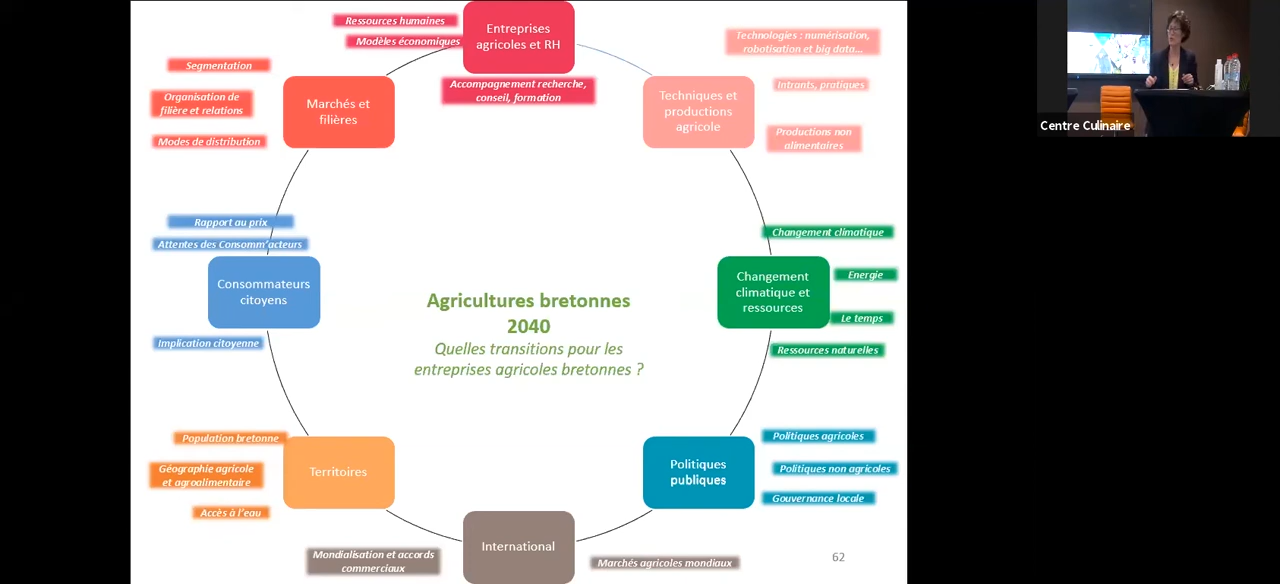 Ressources humaines
Modèles économiques
Entreprises
agricoles et RH
Accompagnement recherche,
conseil, formation
Technologies : numérisation,
robotisation et big data...
Intrants, pratiques
Productions non
alimentaires
Techniques et
productions
agricole
Segmentation
Organisation de
filière et relations
Modes de distribution
Marchés et
filières
Rapport au prix
Attentes des Consomm'acteurs
Consommateurs
citoyens
Implication citoyenne
Changement climatique
Energie
Le temps
Ressources naturelles
Changement
climatique et
ressources
Agricultures bretonnes
2040
Quelles transitions pour les
entreprises agricoles bretonnes ?
Population bretonne
Géographie agricole
et agroalimentaire
Accès à l'eau
Territoires
Politiques
publiques
Politiques agricoles
Politiques non agricoles
Gouvernance locale
Mondialisation et accords
commerciaux
International
Marchés agricoles mondiaux
62
Centre Culinaire